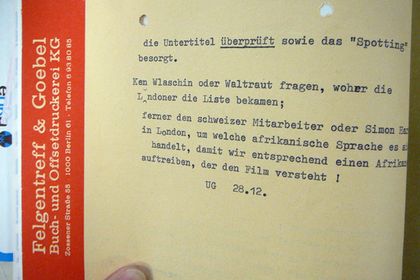 Felgentreff & Goebel
Buch- und Offsetdruckerei KG
Zossener Straße 55 · 1000 Berlin 61 · Telefon 6 93 80 65
die Untertitel überprüft sowie das "Spotting"
besorgt.
Ken Wlaschin oder Waltraut fragen, woher die
Londoner die Liste bekamen;
ferner den schweizer Mitarbeiter oder Simon
in London, um welche afrikanische Sprache es
handelt, damit wir entsprechend einen
auftreiben, der den Film versteht !
UG 28.12.